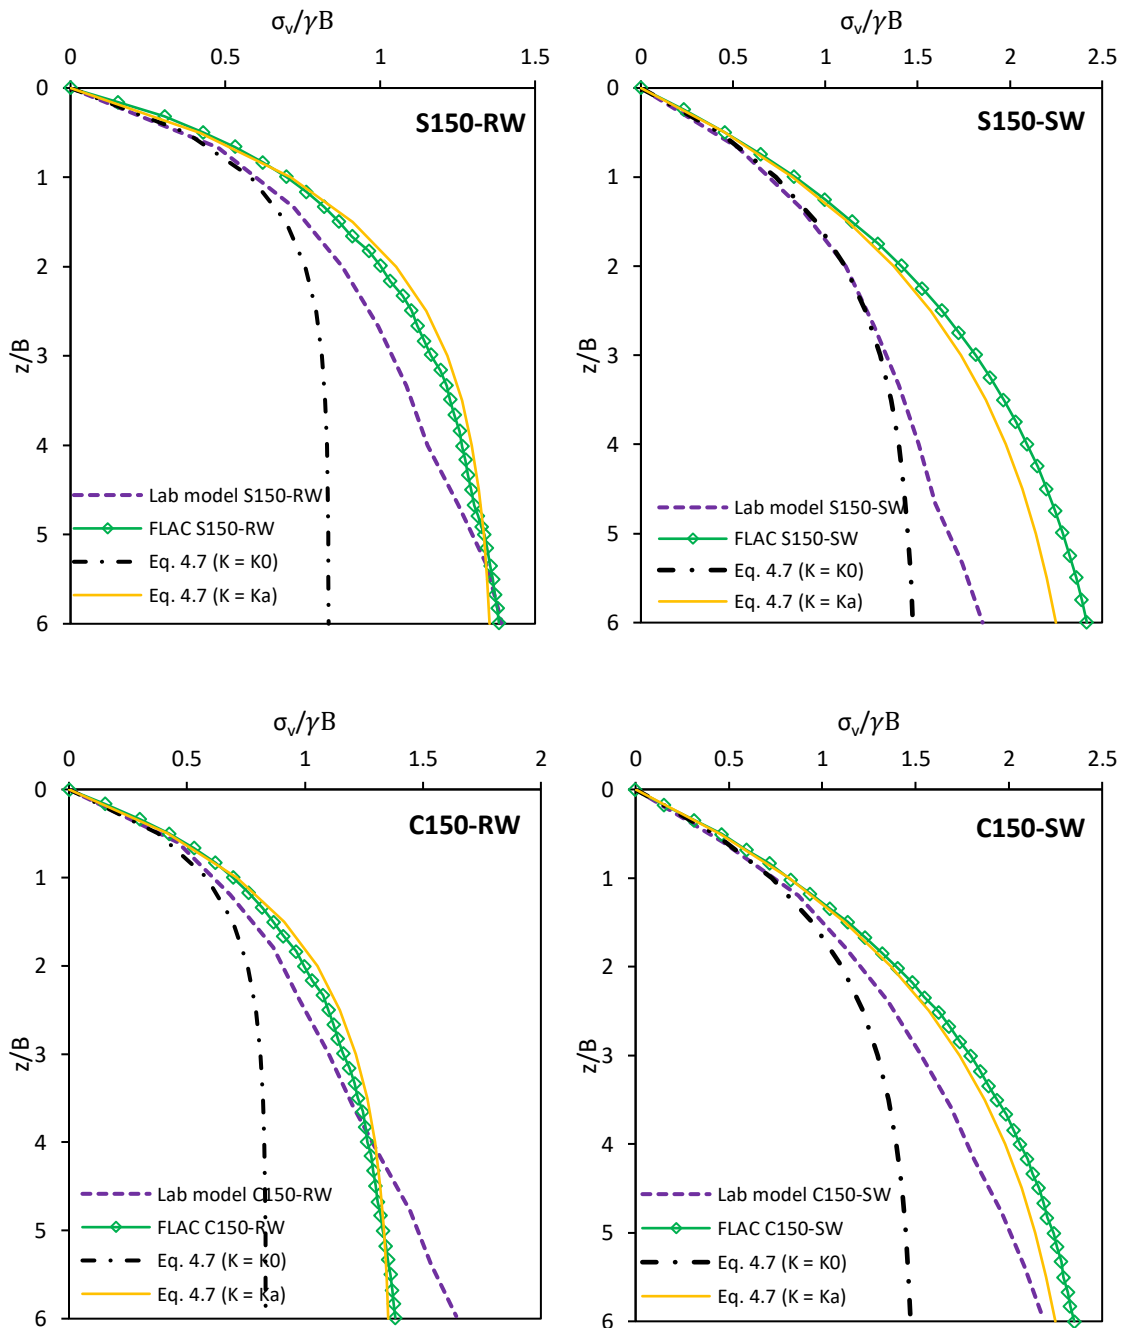 σv/γB
0 0.5 1 1.5
0
1
2
3
4
5
6
z/B
S150-RW
Lab model S150-RW
FLAC S150-RW
Eq. 4.7 (K = K0)
Eq. 4.7 (K = Ka)
σv/γB
0 0.5 1 1.5 2 2.5
0
1
2
3
4
5
6
z/B
S150-SW
Lab model S150-SW
FLAC S150-SW
Eq. 4.7 (K = K0)
Eq. 4.7 (K = Ka)
σv/γB
0 0.5 1 1.5 2
0
1
2
3
4
5
6
z/B
C150-RW
Lab model C150-RW
FLAC C150-RW
Eq. 4.7 (K = K0)
Eq. 4.7 (K = Ka)
σv/γB
0 0.5 1 1.5 2 2.5
0
1
2
3
4
5
6
z/B
C150-SW
Lab model C150-SW
FLAC C150-SW
Eq. 4.7 (K = K0)
Eq. 4.7 (K = Ka)